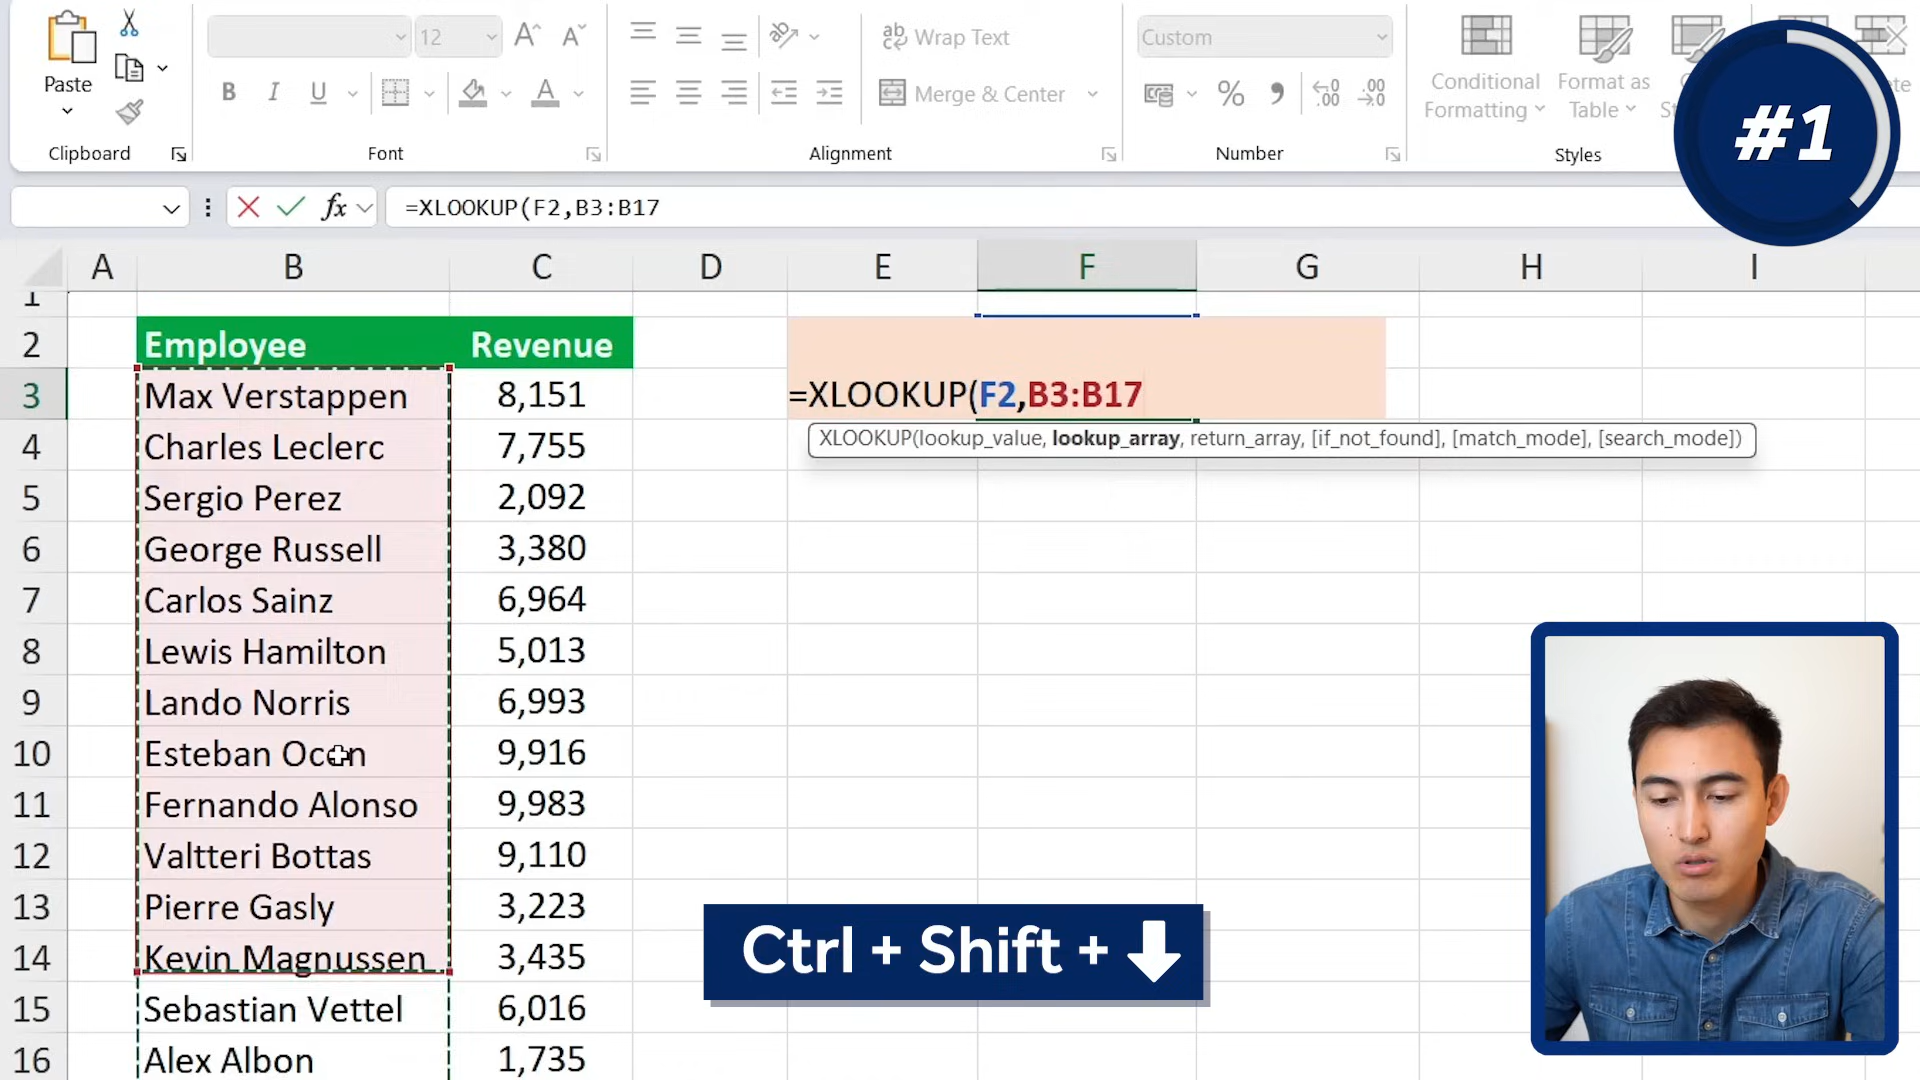 12
Wrap Text
Custom
Paste
B I U
Merge & Center
Conditional Formatting
Format as Table
Clipboard
Font
Alignment
Number
Styles
#1
=XLOOKUP(F2,B3:B17
A B C D E F G H I
1
2 Employee Revenue
3 Max Verstappen 8,151 =XLOOKUP(F2,B3:B17
XLOOKUP(lookup_value, lookup_array, return_array, [if_not_found], [match_mode], [search_mode])
4 Charles Leclerc 7,755
5 Sergio Perez 2,092
6 George Russell 3,380
7 Carlos Sainz 6,964
8 Lewis Hamilton 5,013
9 Lando Norris 6,993
10 Esteban Ocon 9,916
11 Fernando Alonso 9,983
12 Valtteri Bottas 9,110
13 Pierre Gasly 3,223
14 Kevin Magnussen 3,435
15 Sebastian Vettel 6,016
16 Alex Albon 1,735
Ctrl + Shift + ⬇